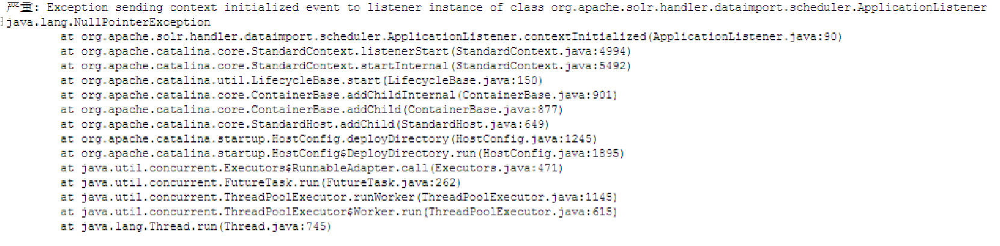 严重: Exception sending context initialized event to listener instance of class org.apache.solr.handler.dataimport.scheduler.ApplicationListener
java.lang.NullPointerException
at org.apache.solr.handler.dataimport.scheduler.ApplicationListener.contextInitialized(ApplicationListener.java:90)
at org.apache.catalina.core.StandardContext.listenerStart(StandardContext.java:4994)
at org.apache.catalina.core.StandardContext.startInternal(StandardContext.java:5492)
at org.apache.catalina.util.LifecycleBase.start(LifecycleBase.java:150)
at org.apache.catalina.core.ContainerBase.addChildInternal(ContainerBase.java:901)
at org.apache.catalina.core.ContainerBase.addChild(ContainerBase.java:877)
at org.apache.catalina.core.StandardHost.addChild(StandardHost.java:649)
at org.apache.catalina.startup.HostConfig.deployDirectory(HostConfig.java:1245)
at org.apache.catalina.startup.HostConfig$DeployDirectory.run(HostConfig.java:1895)
at java.util.concurrent.Executors$RunnableAdapter.call(Executors.java:471)
at java.util.concurrent.FutureTask.run(FutureTask.java:262)
at java.util.concurrent.ThreadPoolExecutor.runWorker(ThreadPoolExecutor.java:1145)
at java.util.concurrent.ThreadPoolExecutor$Worker.run(ThreadPoolExecutor.java:615)
at java.lang.Thread.run(Thread.java:745)